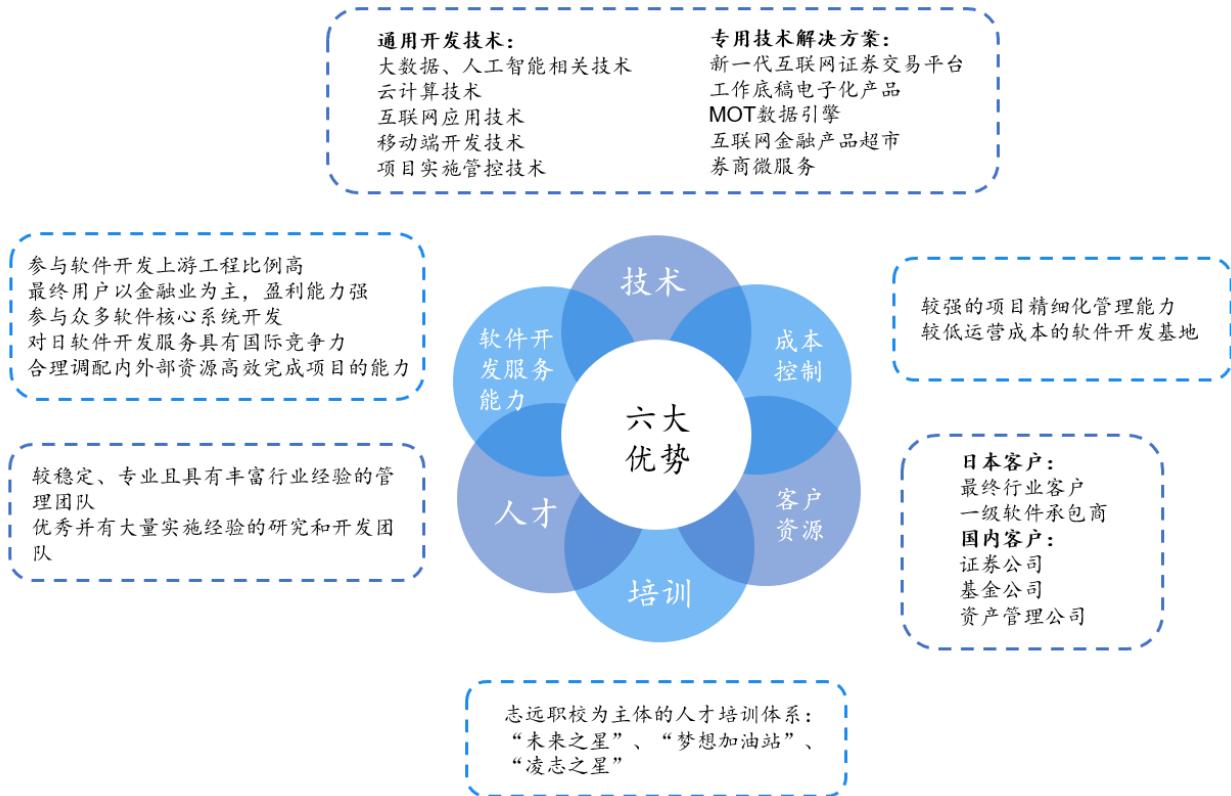 通用开发技术：
大数据、人工智能相关技术
云计算技术
互联网应用技术
移动端开发技术
项目实施管控技术
专用技术解决方案：
新一代互联网证券交易平台
工作底稿电子化产品
MOT数据引擎
互联网金融产品超市
券商微服务
参与软件开发上游工程比例高
最终用户以金融业为主，盈利能力强
参与众多软件核心系统开发
对日软件开发服务具有国际竞争力
合理调配内外部资源高效完成项目的能力
技术
软件开
发服务
能力
成本
控制
较强的项目精细化管理能力
较低运营成本的软件开发基地
六大
优势
较稳定、专业且具有丰富行业经验的管
理团队
优秀并有大量实施经验的研究和开发团
队
人才
客户
资源
日本客户：
最终行业客户
一级软件承包商
国内客户：
证券公司
基金公司
资产管理公司
培训
志远职校为主体的人才培训体系：
“未来之星”、“梦想加油站”、
“凌志之星”